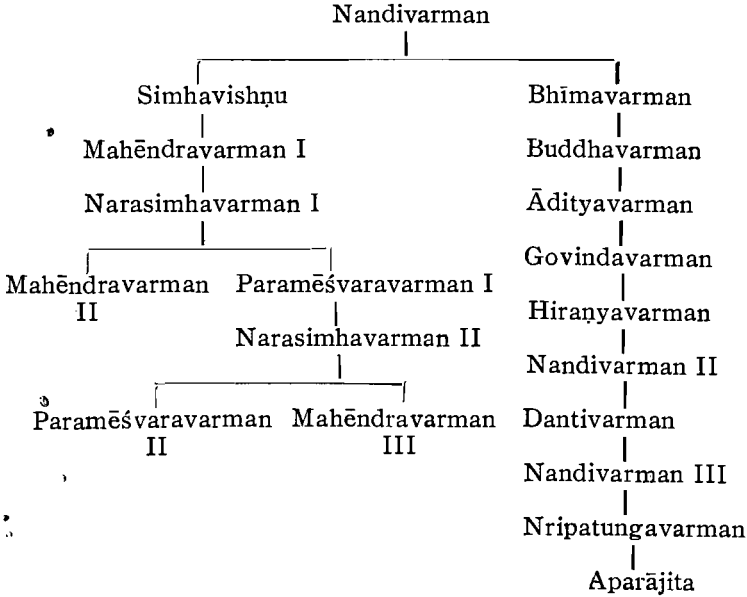 Nandivarman
Simhavishṇu Bhīmavarman
Mahēndravarman I Buddhavarman
Narasimhavarman I Ādityavarman
Govindavarman
Mahēndravarman Paramēśvaravarman I
II Hiraṇyavarman
Narasimhavarman II
Nandivarman II
Paramēśvaravarman Mahēndravarman Dantivarman
II III
Nandivarman III
Nripatungavarman
Aparājita